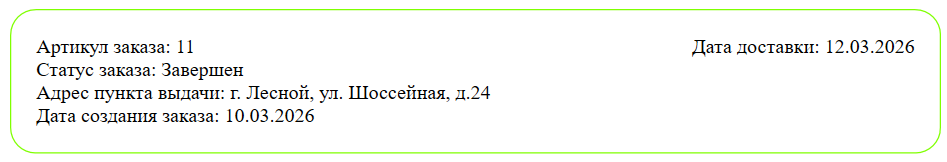 Артикул заказа: 11
Дата доставки: 12.03.2026
Статус заказа: Завершен
Адрес пункта выдачи: г. Лесной, ул. Шоссейная, д.24
Дата создания заказа: 10.03.2026